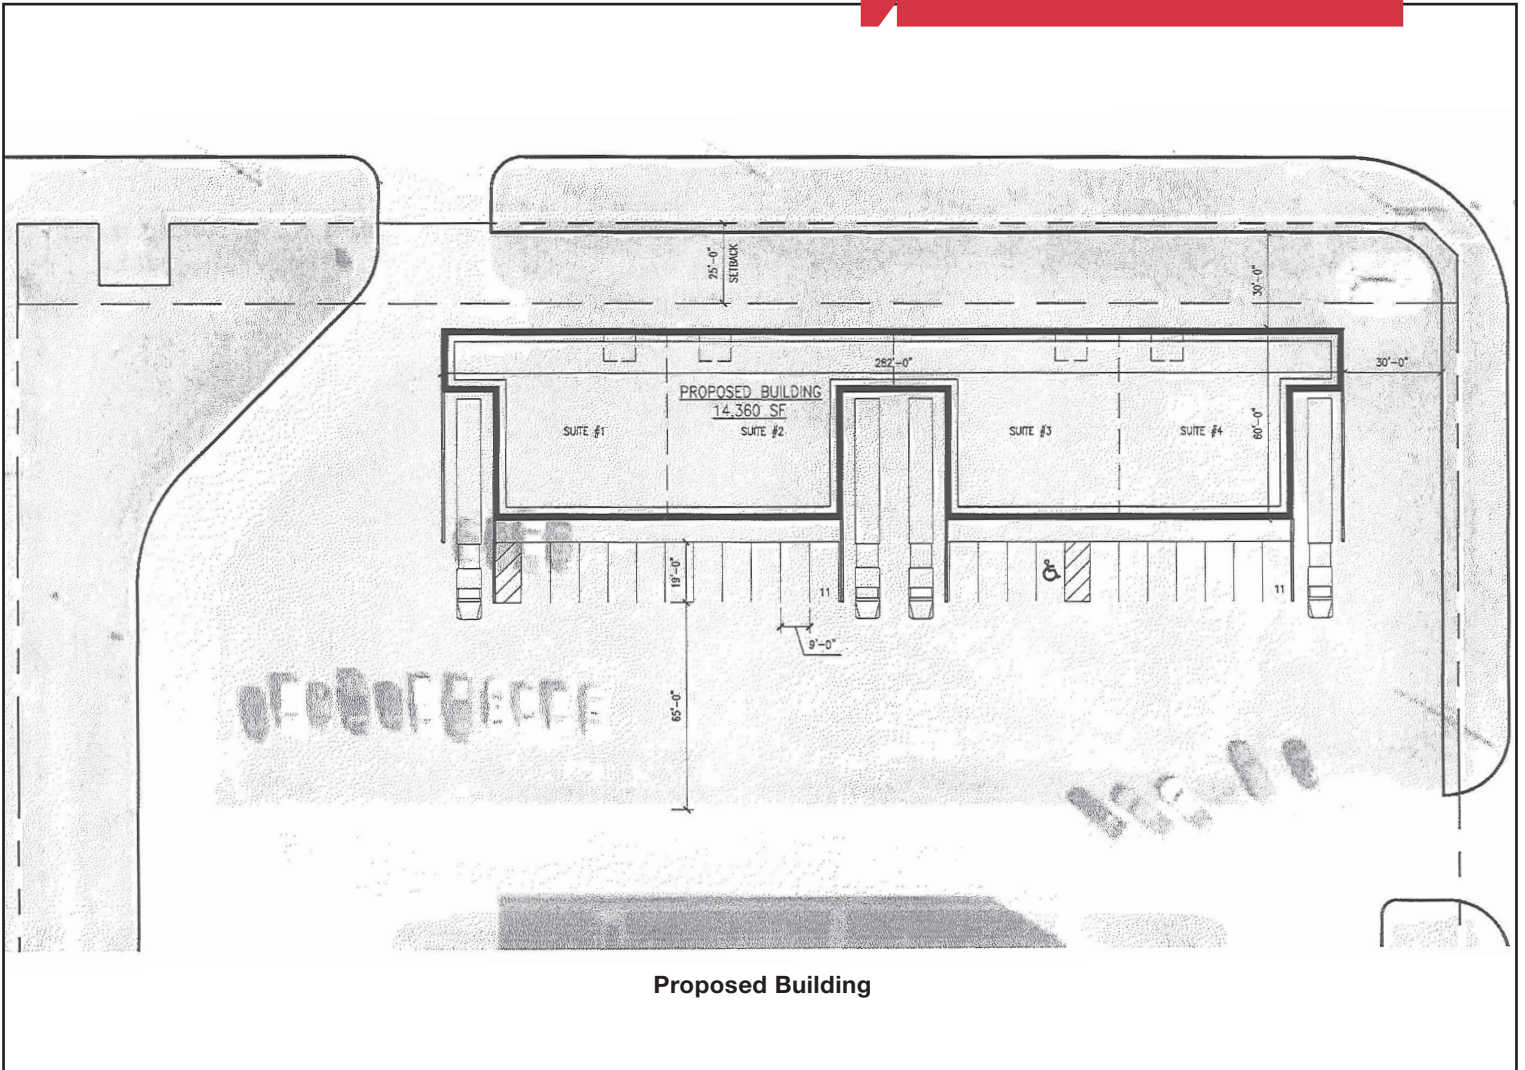 25'-0"
SETBACK
30'-0"
282'-0"
30'-0"
PROPOSED BUILDING
14,360 SF
SUITE #1
SUITE #2
SUITE #3
SUITE #4
60'-0"
19'-0"
11
11
9'-0"
65'-0"
Proposed Building